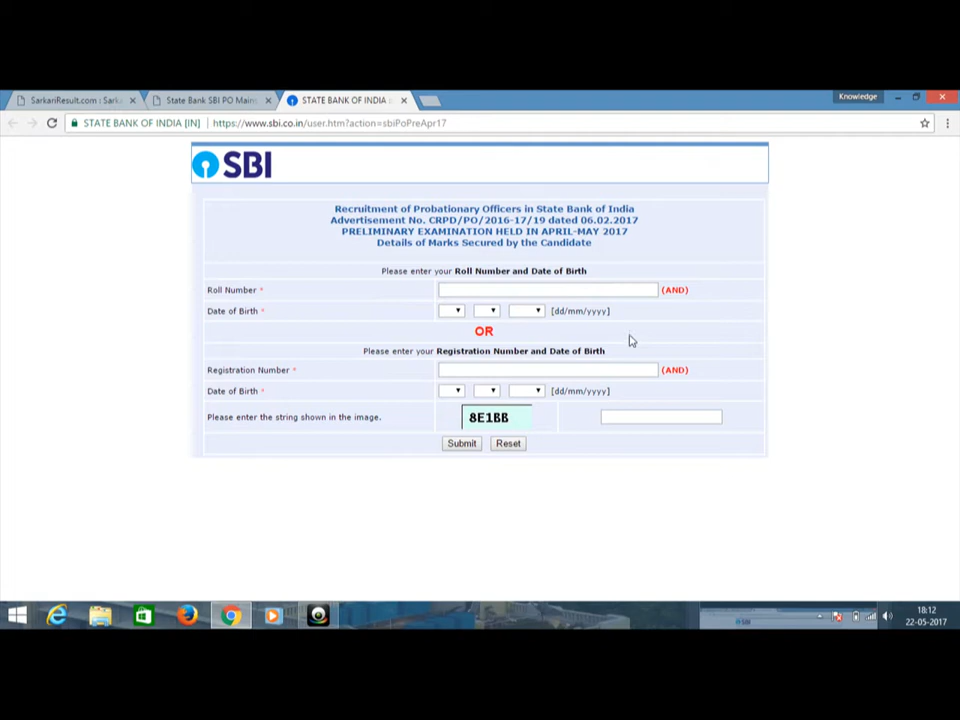 SarkariResult.com : Sarka
State Bank SBI PO Mains
STATE BANK OF INDIA
Knowledge
STATE BANK OF INDIA [IN]
https://www.sbi.co.in/user.htm?action=sbiPoPreApr17
SBI
Recruitment of Probationary Officers in State Bank of India
Advertisement No. CRPD/PO/2016-17/19 dated 06.02.2017
PRELIMINARY EXAMINATION HELD IN APRIL-MAY 2017
Details of Marks Secured by the Candidate
Please enter your Roll Number and Date of Birth
Roll Number * (AND)
Date of Birth * [dd/mm/yyyy]
OR
Please enter your Registration Number and Date of Birth
Registration Number * (AND)
Date of Birth * [dd/mm/yyyy]
Please enter the string shown in the image. 8E1BB
Submit Reset
18:12
22-05-2017